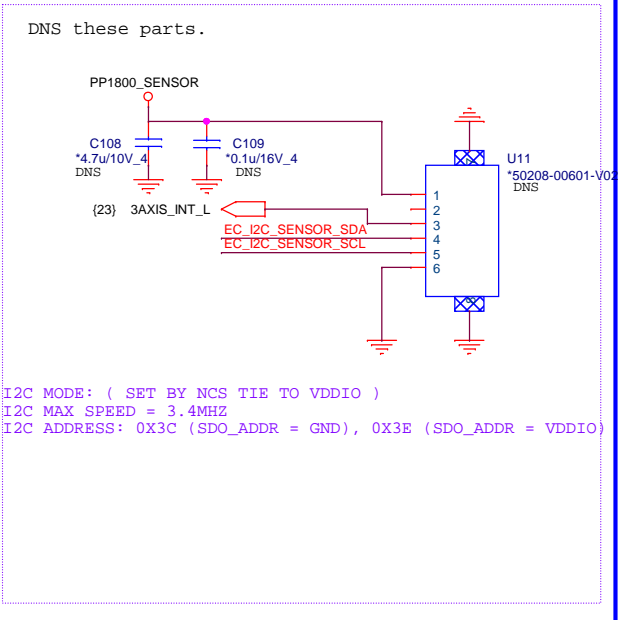 DNS these parts.
PP1800_SENSOR
C108
*4.7u/10V_4
DNS
C109
*0.1u/16V_4
DNS
U11
*50208-00601-V02
DNS
{23} 3AXIS_INT_L
EC_I2C_SENSOR_SDA
EC_I2C_SENSOR_SCL
1
2
3
4
5
6
I2C MODE: ( SET BY NCS TIE TO VDDIO )
I2C MAX SPEED = 3.4MHZ
I2C ADDRESS: 0X3C (SDO_ADDR = GND), 0X3E (SDO_ADDR = VDDIO)